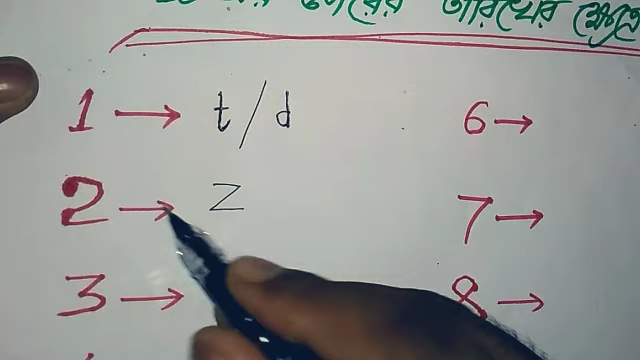 তারিখের ক্ষেত্রে
1 → t/d
6 →
2 → Z
7 →
3 →
8 →